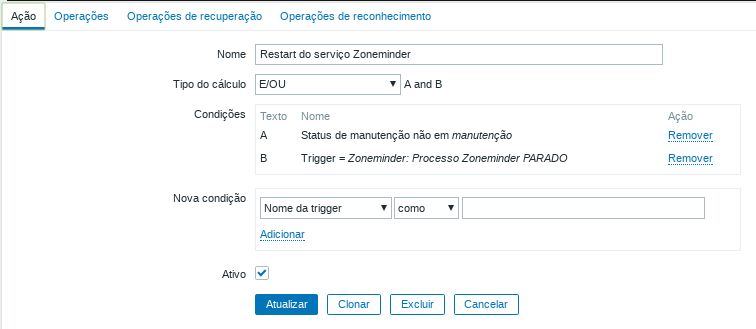 Ação Operações Operações de recuperação Operações de reconhecimento
Nome Restart do serviço Zoneminder
Tipo do cálculo E/OU A and B
Condições Texto Nome Ação
A Status de manutenção não em manutenção Remover
B Trigger = Zoneminder: Processo Zoneminder PARADO Remover
Nova condição Nome da trigger como
Adicionar
Ativo
Atualizar Clonar Excluir Cancelar